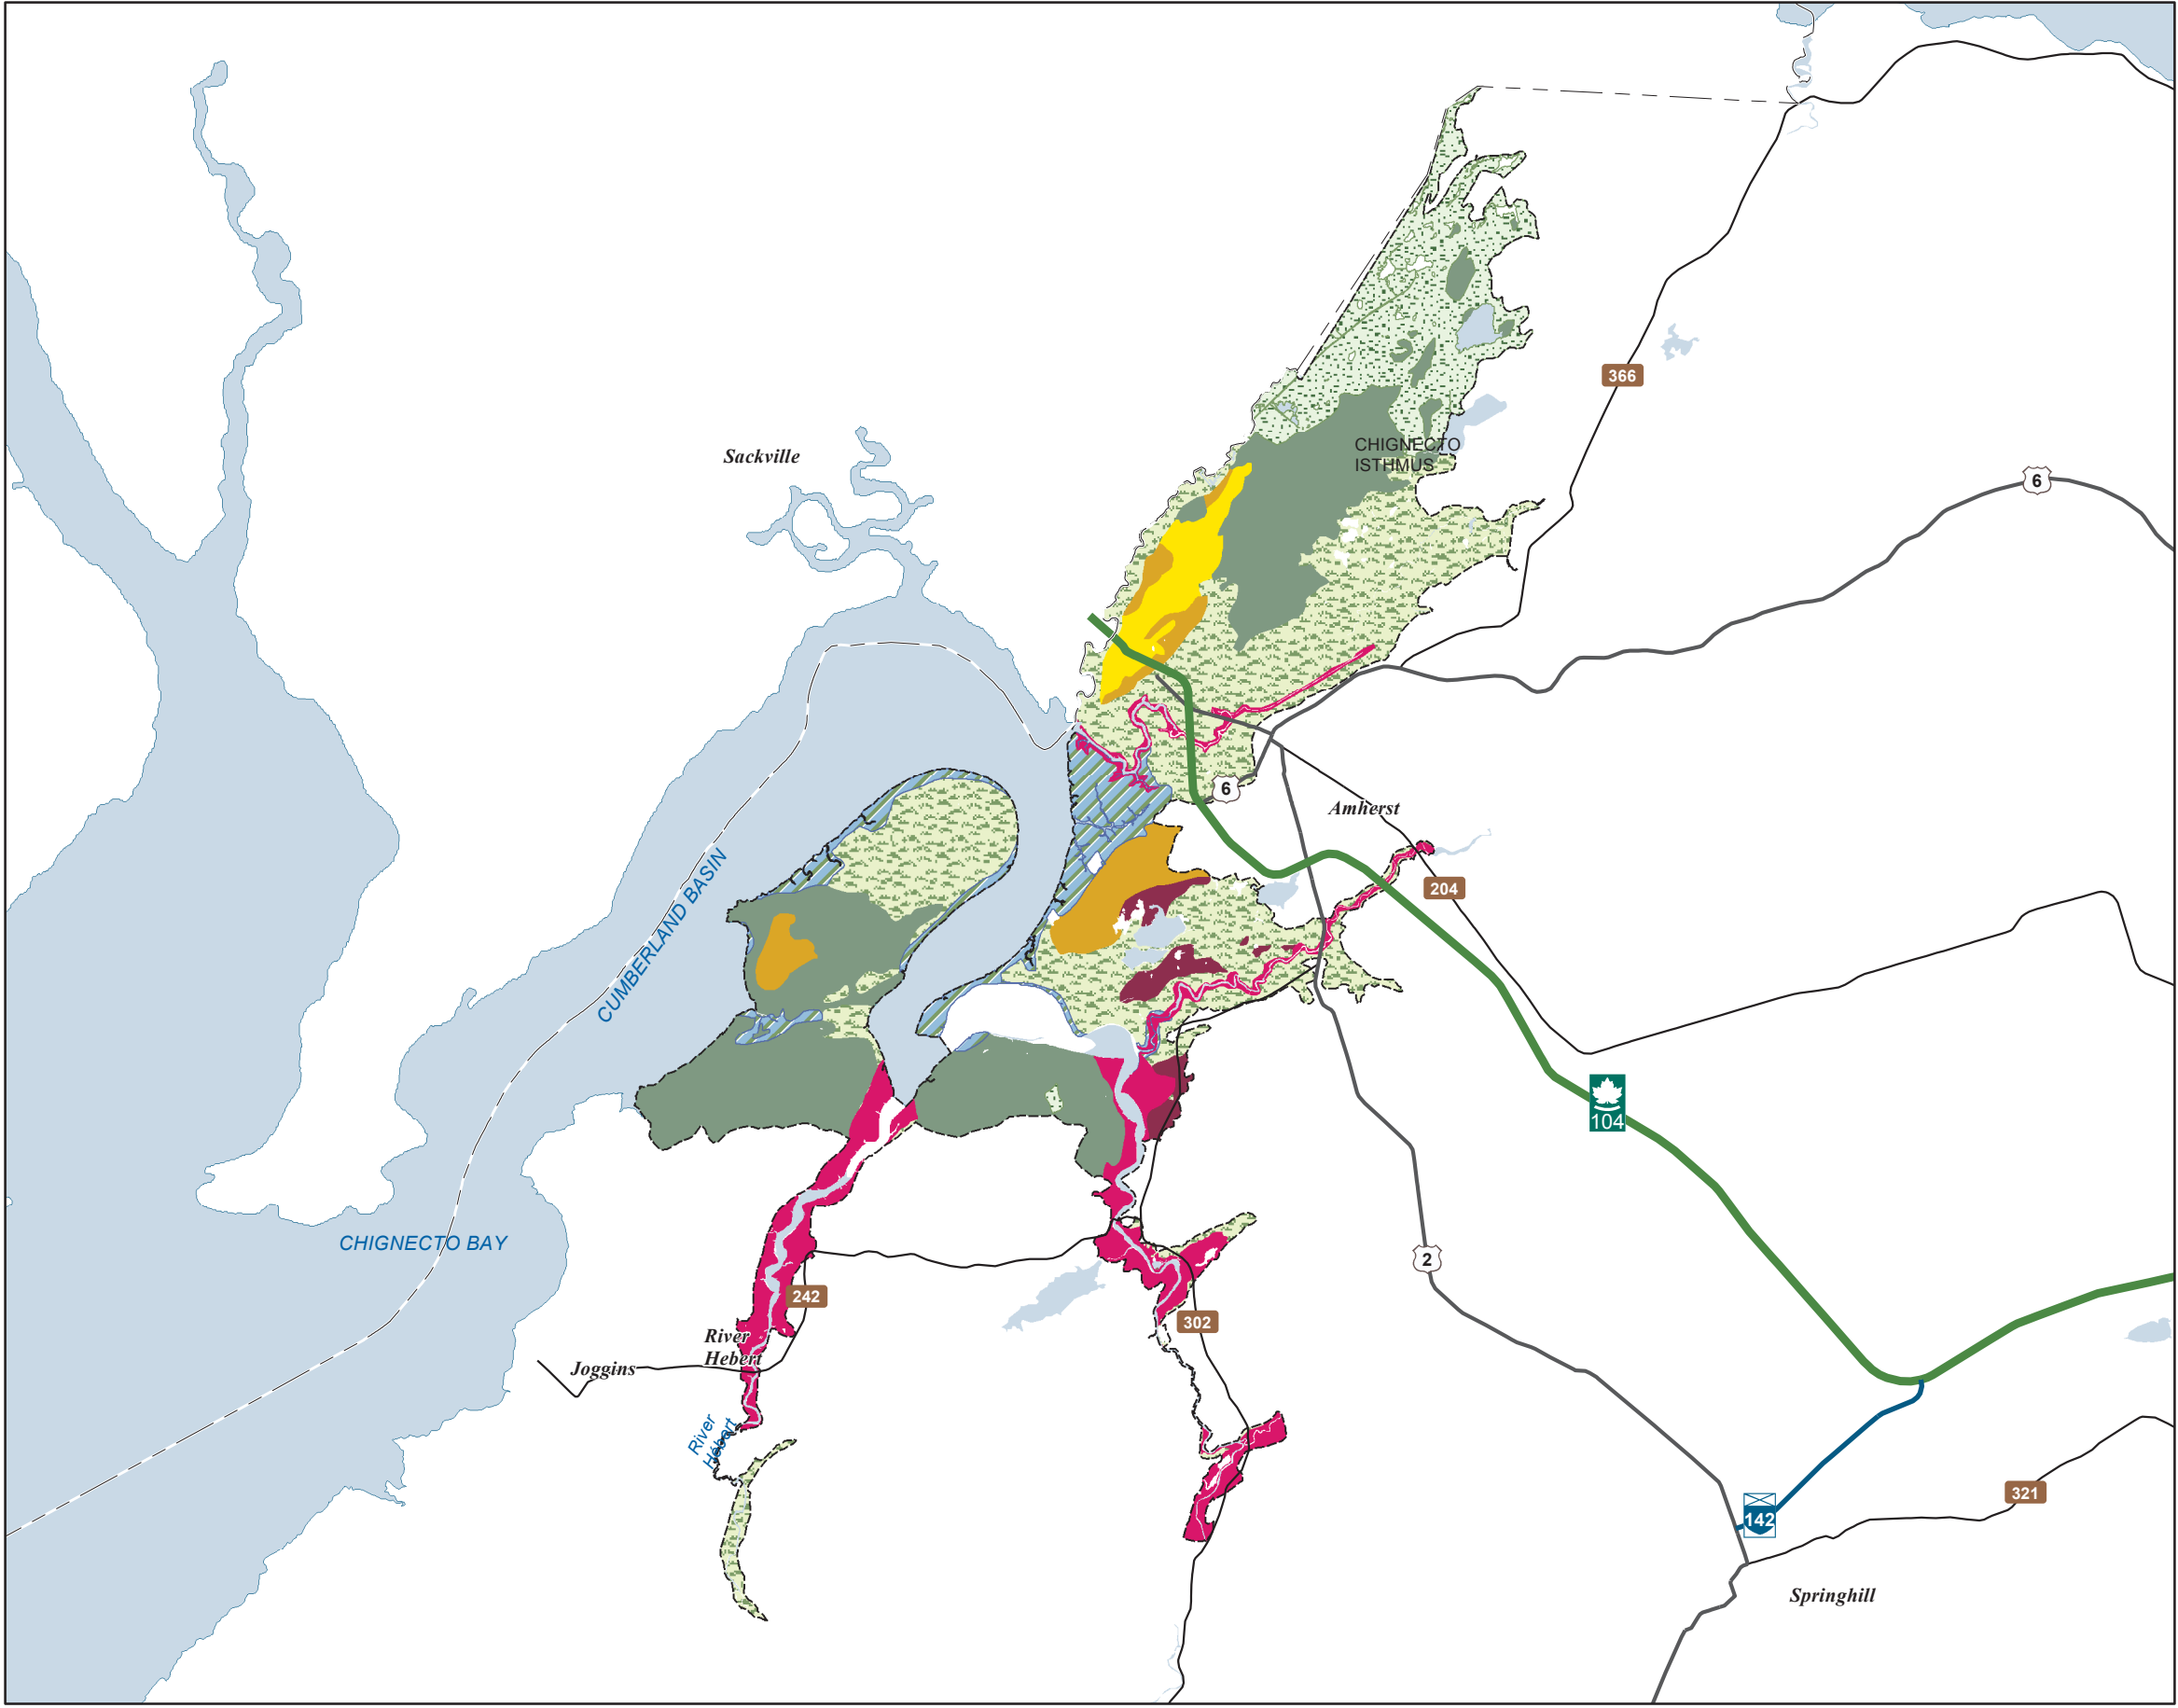 366
CHIGNECTO
ISTHMUS
Sackville
6
6
Amherst
204
CUMBERLAND BASIN
104
CHIGNECTO BAY
2
242
302
River
Hebert
Joggins
River
Hébert
321
142
Springhill